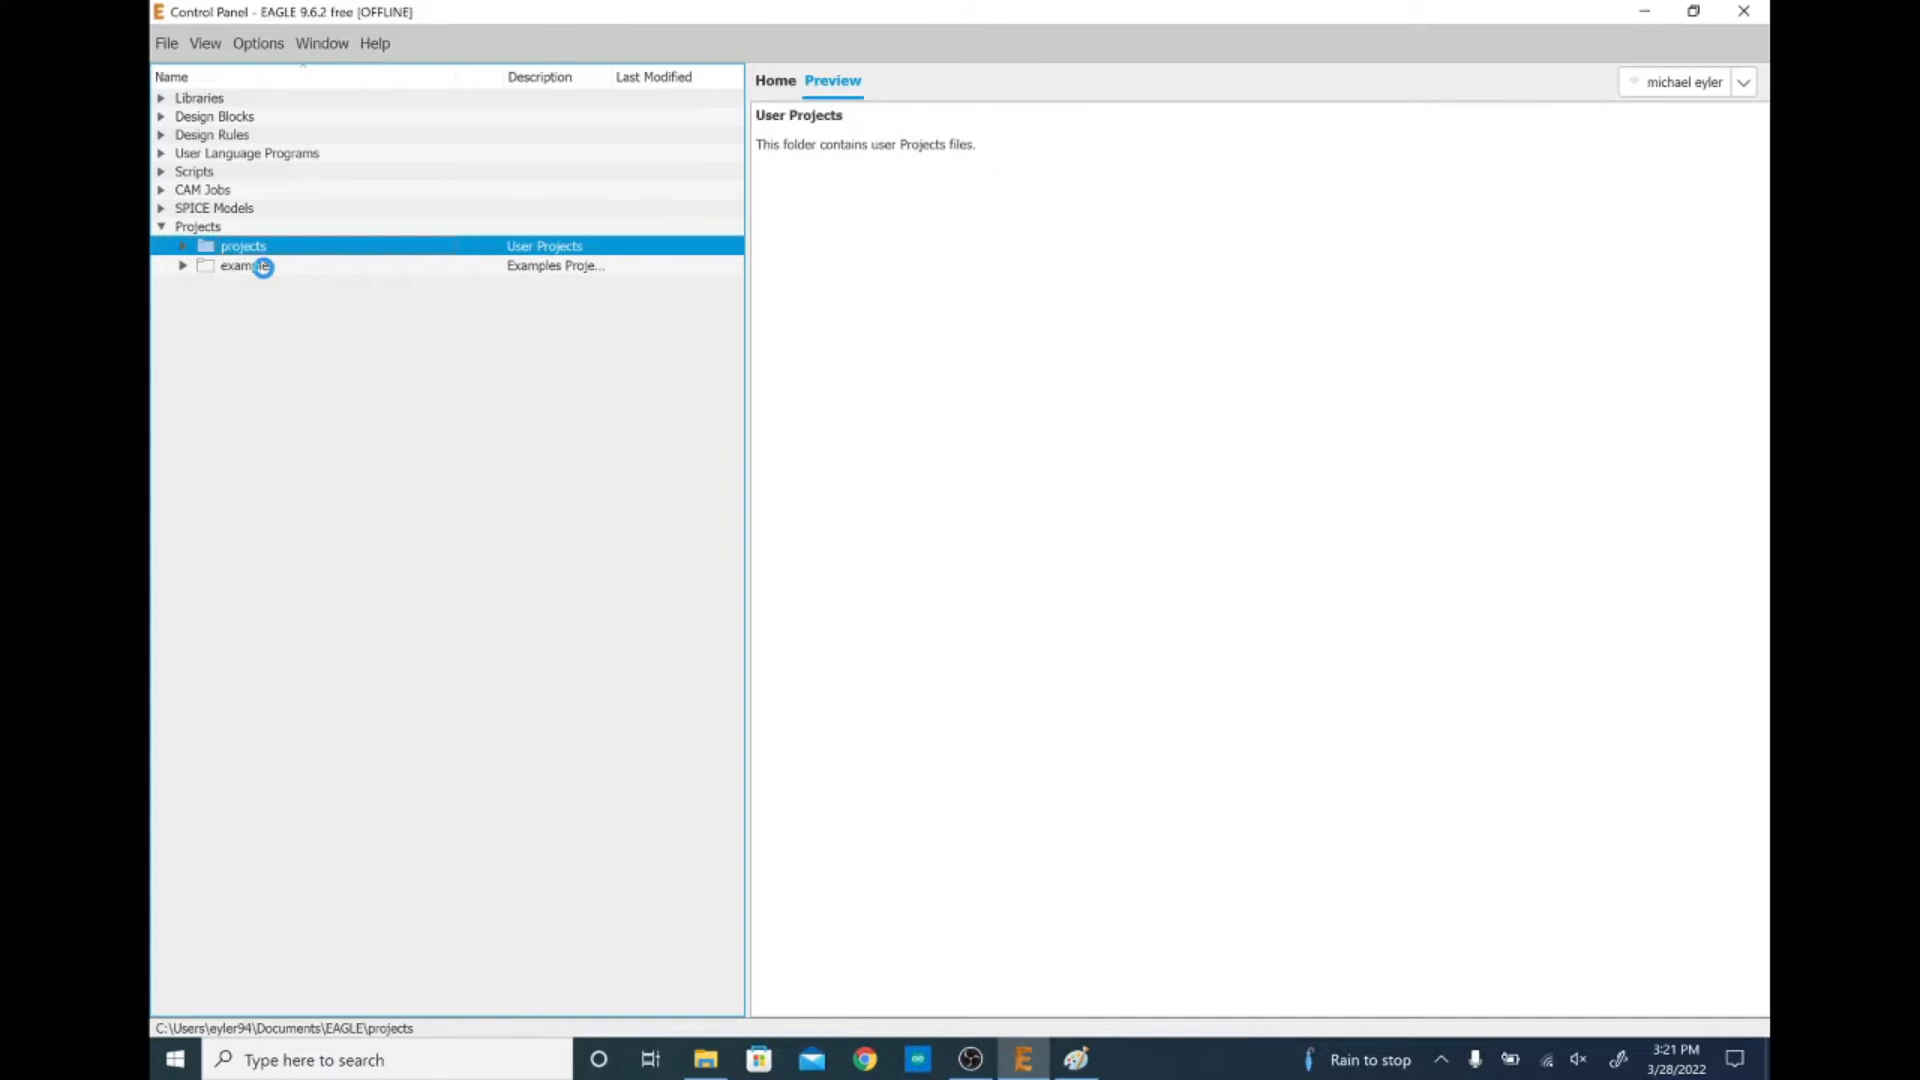 Control Panel - EAGLE 9.6.2 free [OFFLINE]
File View Options Window Help
Name Description Last Modified
Home Preview
michael eyler
Libraries
Design Blocks
Design Rules
User Language Programs
Scripts
CAM Jobs
SPICE Models
Projects
projects User Projects
Examples Proje...
User Projects
This folder contains user Projects files.
C:\Users\eyler94\Documents\EAGLE\projects
Type here to search
Rain to stop
3:21 PM
3/28/2022